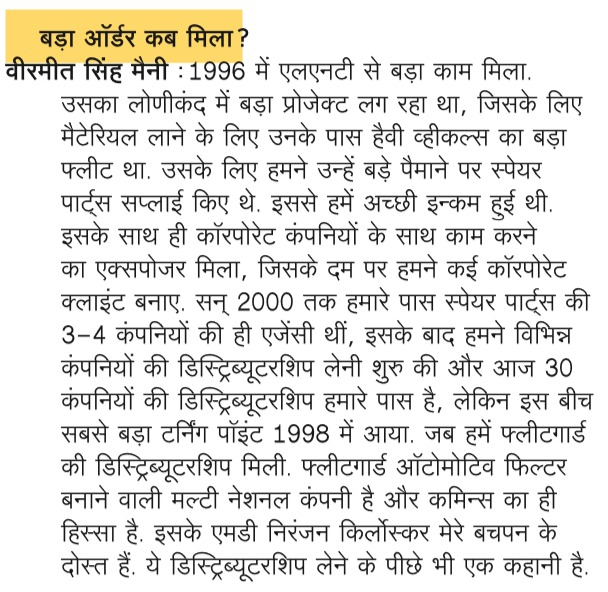 बड़ा ऑर्डर कब मिला?
वीरमीत सिंह मैनी : 1996 में एलएनटी से बड़ा काम मिला.
उसका लोणीकंद में बड़ा प्रोजेक्ट लग रहा था, जिसके लिए
मैटेरियल लाने के लिए उनके पास हैवी व्हीकल्स का बड़ा
फ्लीट था. उसके लिए हमने उन्हें बड़े पैमाने पर स्पेयर
पार्ट्स सप्लाई किए थे. इससे हमें अच्छी इन्कम हुई थी.
इसके साथ ही कॉरपोरेट कंपनियों के साथ काम करने
का एक्सपोजर मिला, जिसके दम पर हमने कई कॉरपोरेट
क्लाइंट बनाए. सन् 2000 तक हमारे पास स्पेयर पार्ट्स की
3-4 कंपनियों की ही एजेंसी थीं, इसके बाद हमने विभिन्न
कंपनियों की डिस्ट्रिब्यूटरशिप लेनी शुरु की और आज 30
कंपनियों की डिस्ट्रिब्यूटरशिप हमारे पास है, लेकिन इस बीच
सबसे बड़ा टर्निंग पॉइंट 1998 में आया. जब हमें फ्लीटगार्ड
की डिस्ट्रिब्यूटरशिप मिली. फ्लीटगार्ड ऑटोमोटिव फिल्टर
बनाने वाली मल्टी नेशनल कंपनी है और कमिन्स का ही
हिस्सा है. इसके एमडी निरंजन किर्लोस्कर मेरे बचपन के
दोस्त हैं. ये डिस्ट्रिब्यूटरशिप लेने के पीछे भी एक कहानी है.